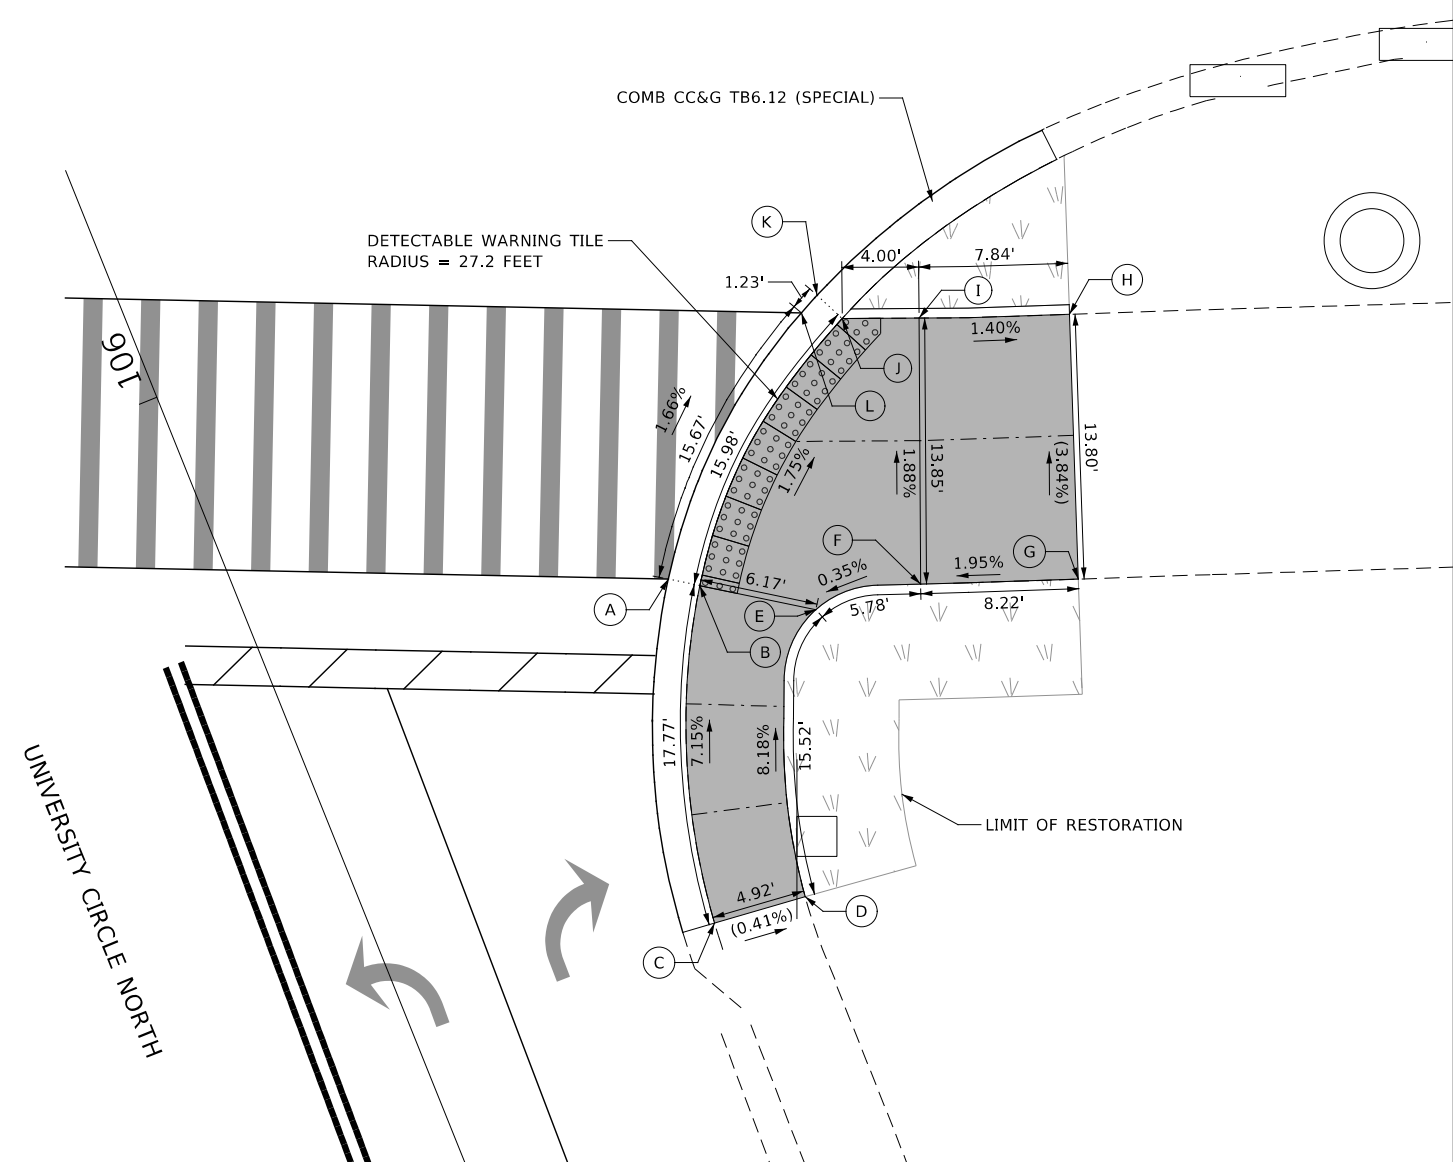 COMB CC&G TB6.12 (SPECIAL)
K
DETECTABLE WARNING TILE
RADIUS = 27.2 FEET
4.00'
7.84'
1.23'
I
H
1.40%
106
J
L
1.66%
15.67'
15.98'
1.75%
1.88%
13.85'
(3.84%)
13.80'
F
G
0.35%
1.95%
6.17'
A
E
5.78'
8.22'
B
17.77'
7.15%
8.18%
15.52'
LIMIT OF RESTORATION
UNIVERSITY CIRCLE NORTH
4.92'
(0.41%)
D
C